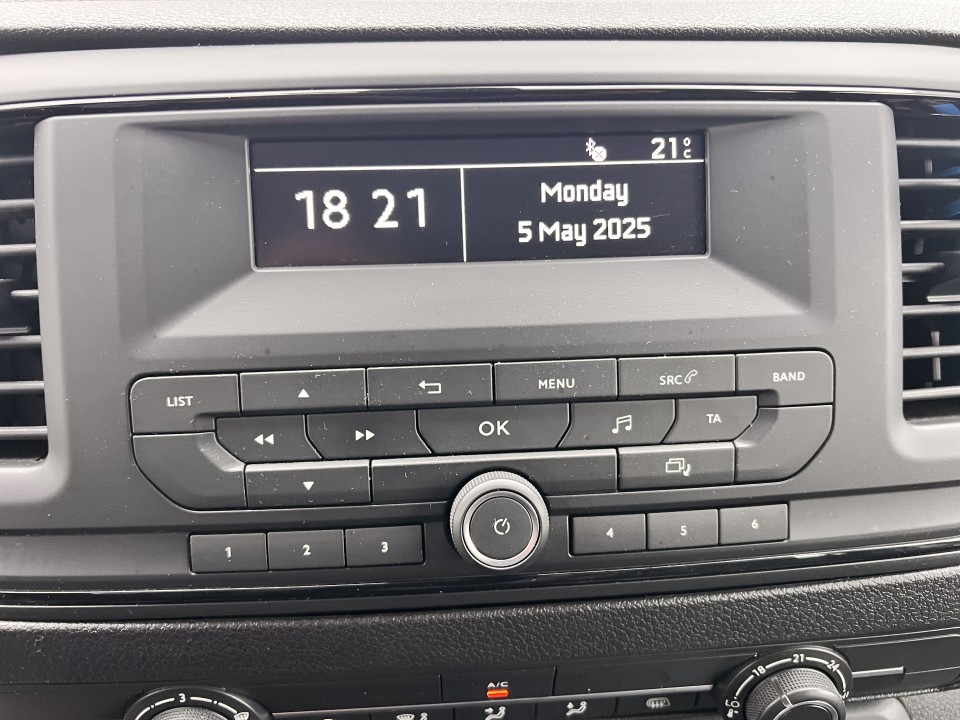 21°C
18 21
Monday
5 May 2025
LIST
MENU
SRC
BAND
OK
TA
1
2
3
4
5
6
A/C
3
18
21
24